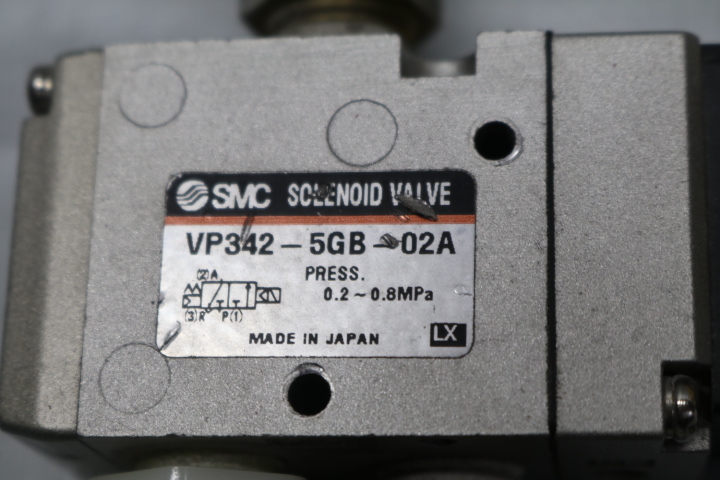 SMC SOLENOID VALVE
VP342-5GB-02A
PRESS.
0.2~0.8MPa
(2)A
(3)R P(1)
MADE IN JAPAN
LX